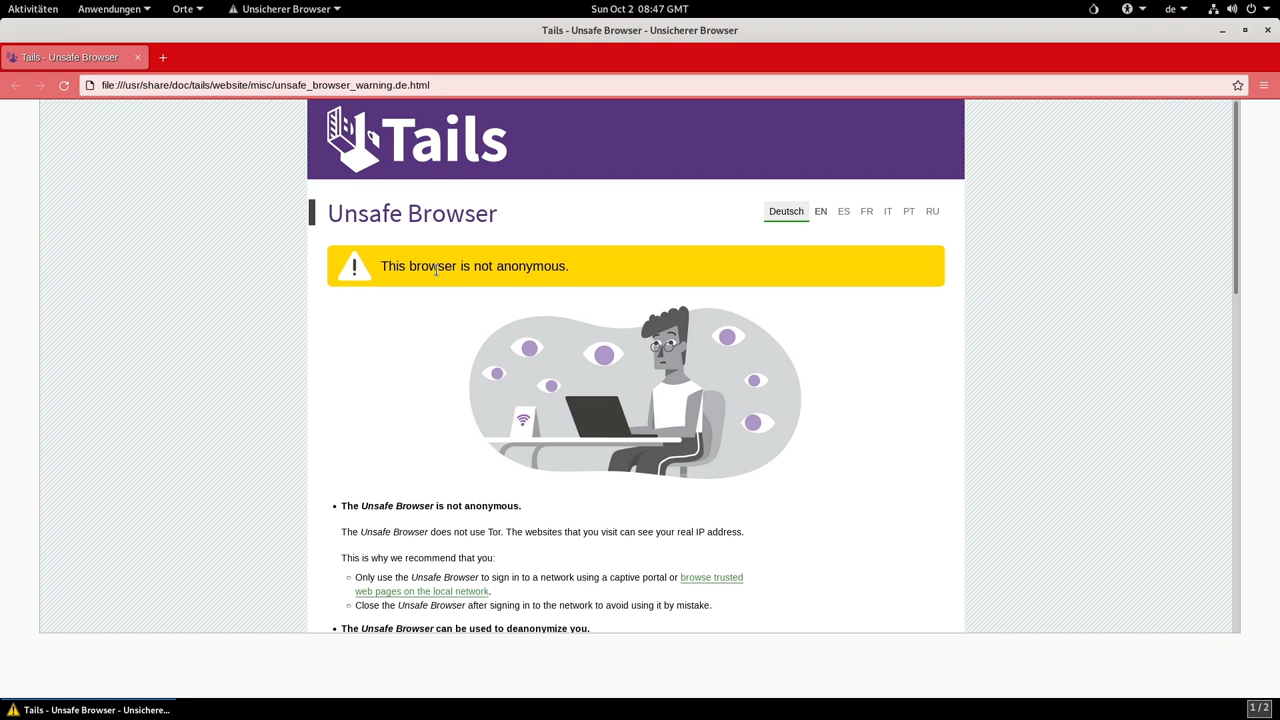 Aktivitäten Anwendungen Orte Unsicherer Browser Sun Oct 2 08:47 GMT de
Tails - Unsafe Browser - Unsicherer Browser
Tails - Unsafe Browser
file:///usr/share/doc/tails/website/misc/unsafe_browser_warning.de.html
Tails
Unsafe Browser
Deutsch EN ES FR IT PT RU
This browser is not anonymous.
The Unsafe Browser is not anonymous.
The Unsafe Browser does not use Tor. The websites that you visit can see your real IP address.
This is why we recommend that you:
Only use the Unsafe Browser to sign in to a network using a captive portal or browse trusted
web pages on the local network.
Close the Unsafe Browser after signing in to the network to avoid using it by mistake.
The Unsafe Browser can be used to deanonymize you.
Tails - Unsafe Browser - Unsichere...
1 / 2